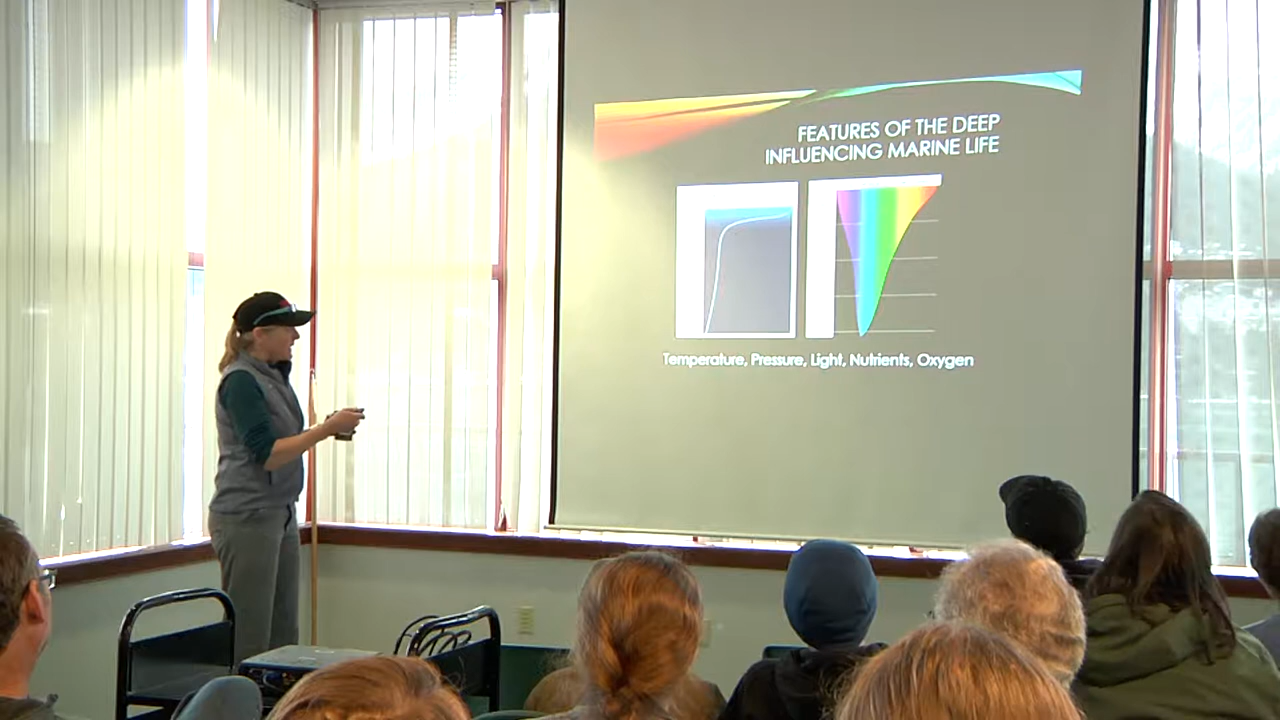 FEATURES OF THE DEEP
INFLUENCING MARINE LIFE
Temperature, Pressure, Light, Nutrients, Oxygen